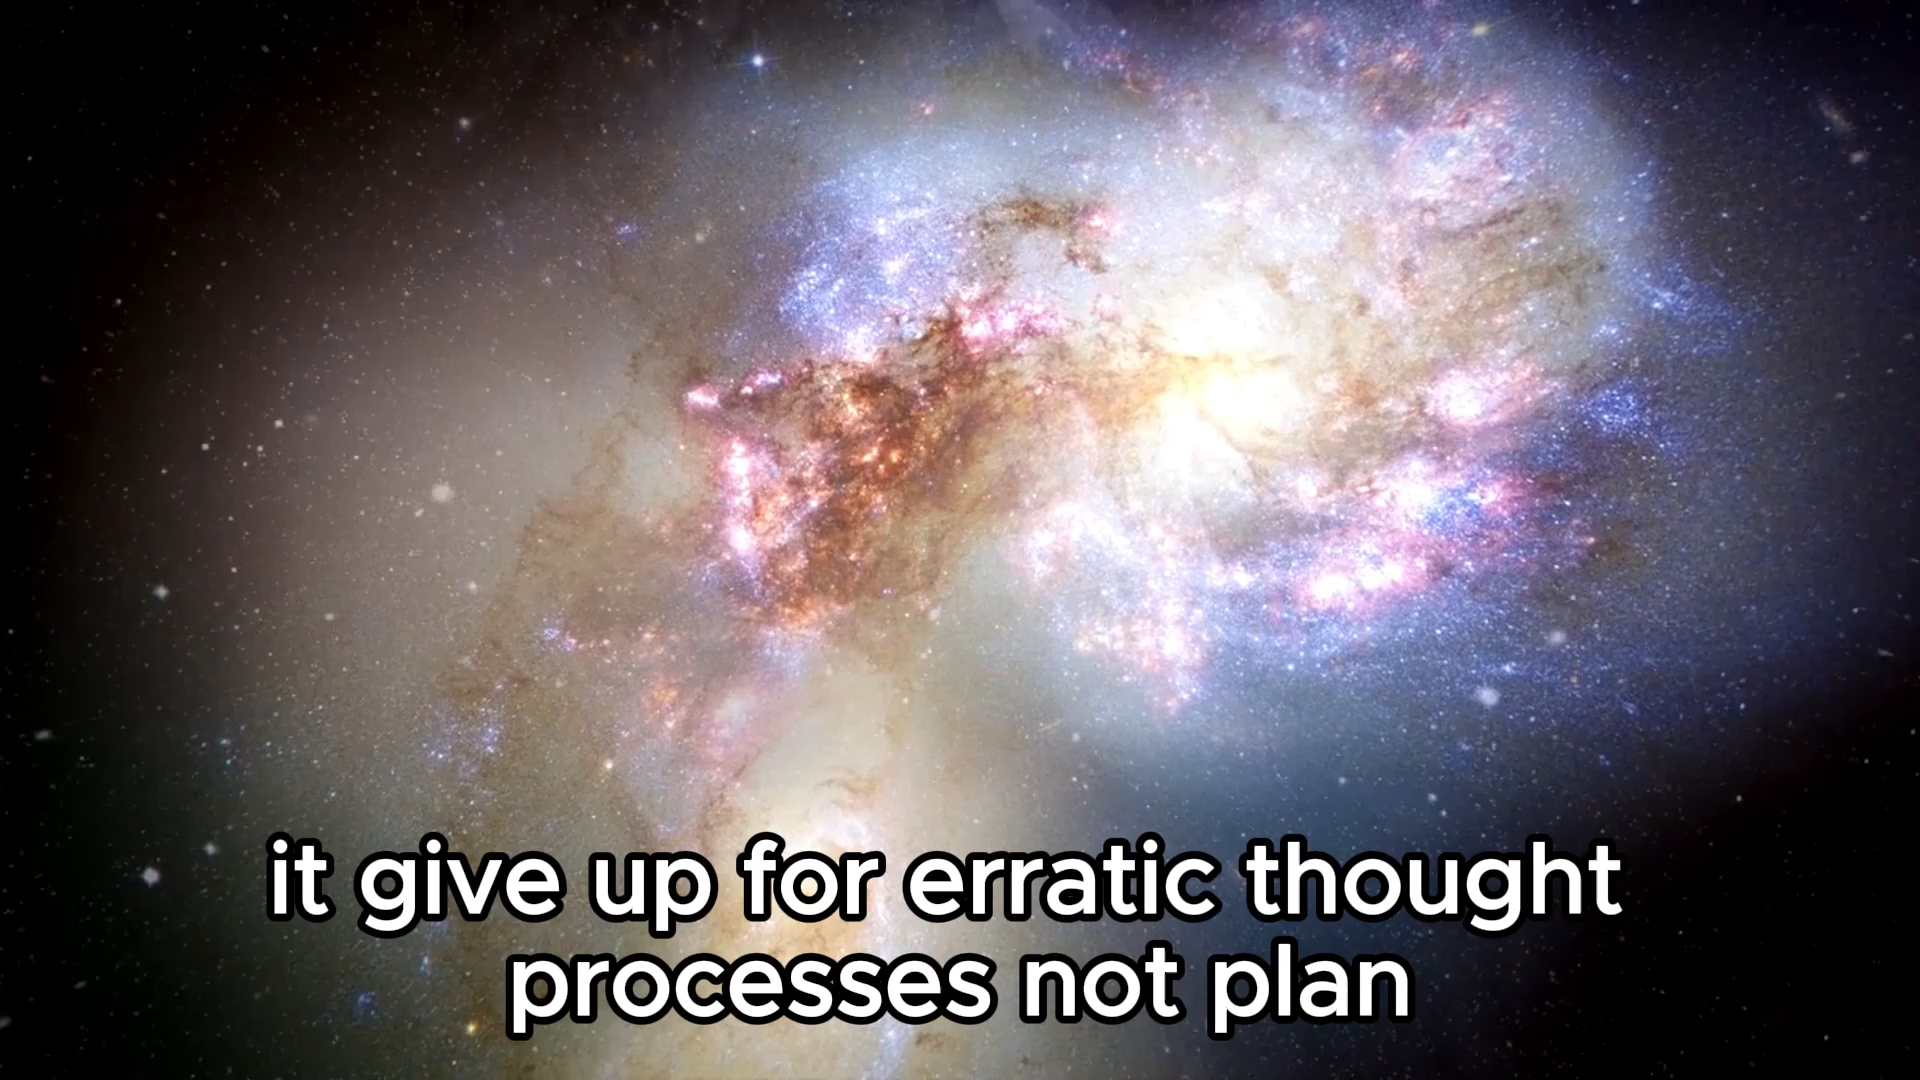 it give up for erratic thought
processes not plan